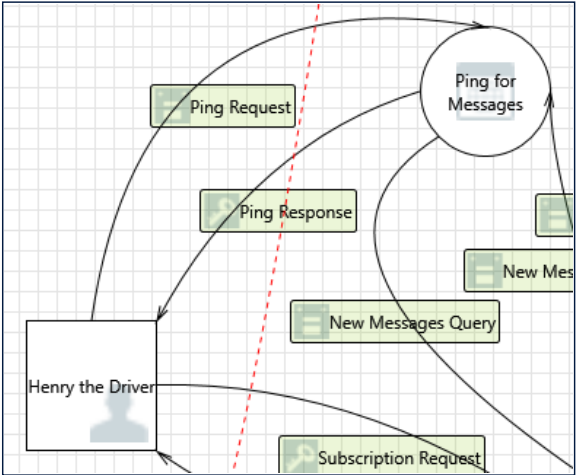 Ping for
Messages
Ping Request
Ping Response
New Mes
New Messages Query
Henry the Driver
Subscription Request